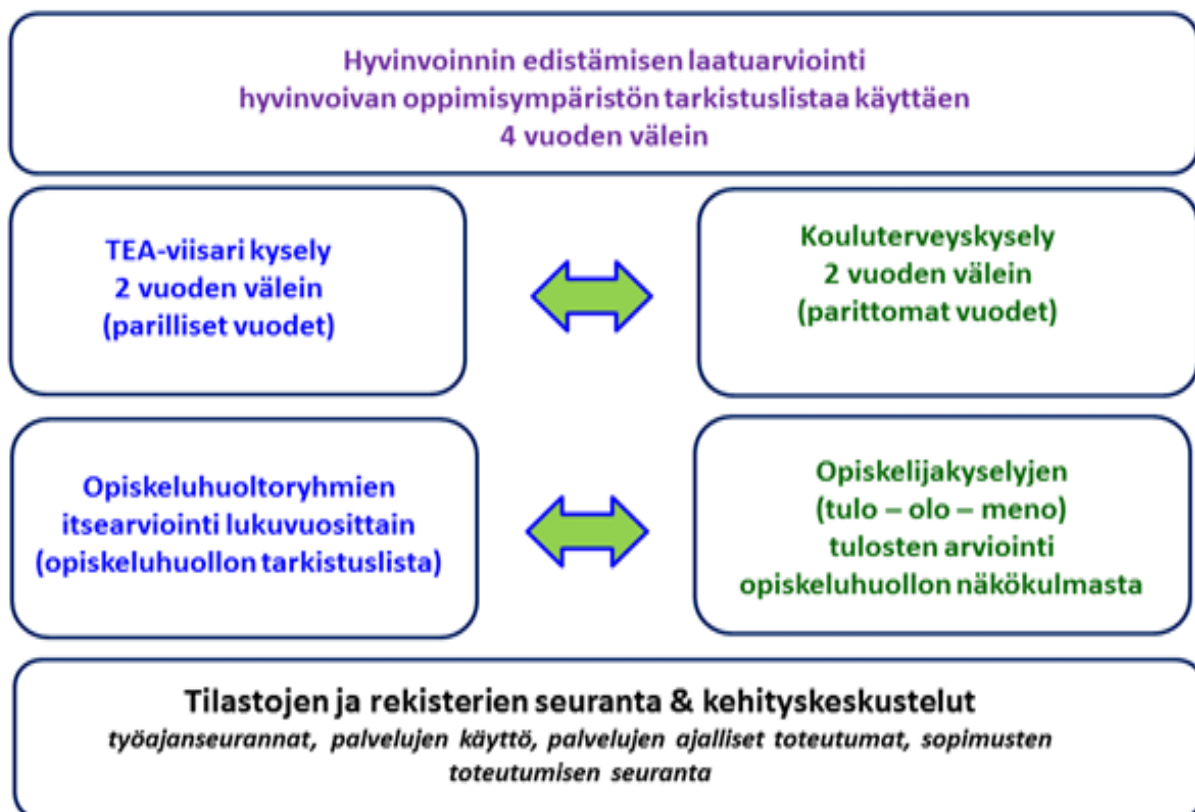 Hyvinvoinnin edistämisen laatuarviointi
hyvinvoivan oppimisympäristön tarkistuslistaa käyttäen
4 vuoden välein
TEA-viisari kysely
2 vuoden välein
(parilliset vuodet)
Kouluterveyskysely
2 vuoden välein
(parittomat vuodet)
Opiskeluhuoltoryhmien
itsearviointi lukuvuosittain
(opiskeluhuollon tarkistuslista)
Opiskelijakyselyjen
(tulo – olo – meno)
tulosten arviointi
opiskeluhuollon näkökulmasta
Tilastojen ja rekisterien seuranta & kehityskeskustelut
työajanseurannat, palvelujen käyttö, palvelujen ajalliset toteutumat, sopimusten
toteutumisen seuranta